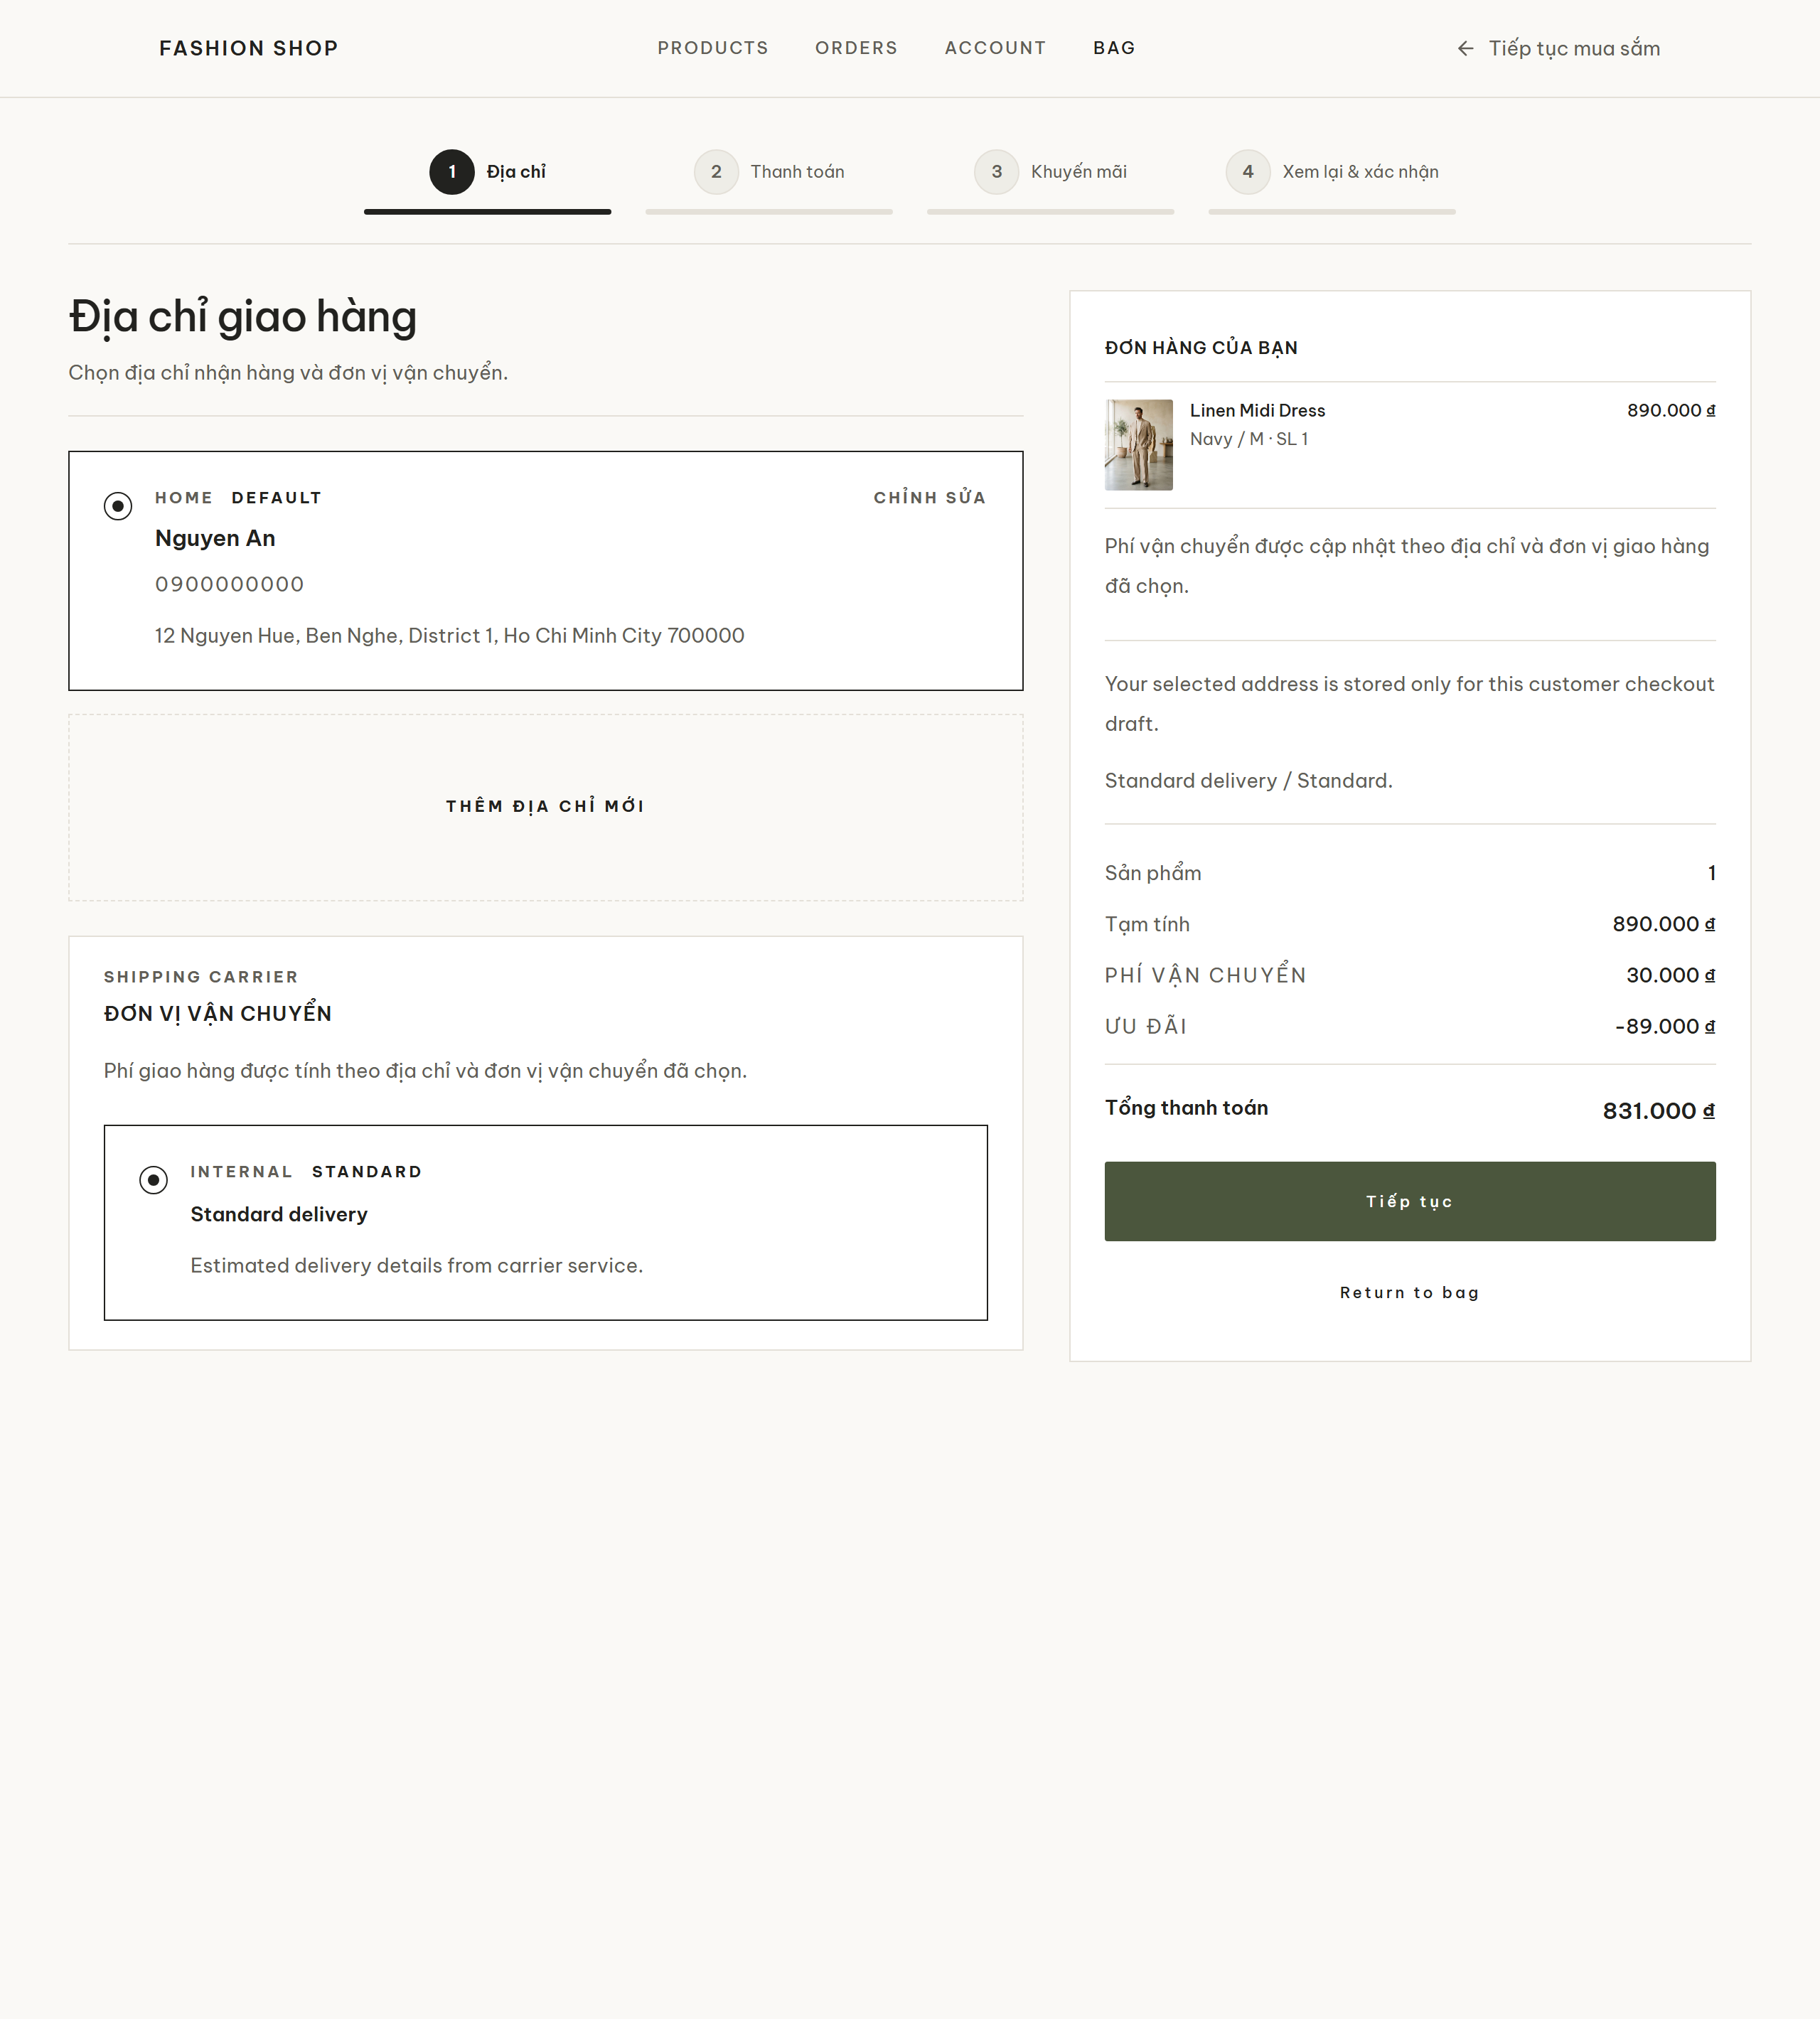 FASHION SHOP
PRODUCTS ORDERS ACCOUNT BAG
← Tiếp tục mua sắm
1 Địa chỉ
2 Thanh toán
3 Khuyến mãi
4 Xem lại & xác nhận
Địa chỉ giao hàng
Chọn địa chỉ nhận hàng và đơn vị vận chuyển.
HOME DEFAULT
CHỈNH SỬA
Nguyen An
0900000000
12 Nguyen Hue, Ben Nghe, District 1, Ho Chi Minh City 700000
THÊM ĐỊA CHỈ MỚI
SHIPPING CARRIER
ĐƠN VỊ VẬN CHUYỂN
Phí giao hàng được tính theo địa chỉ và đơn vị vận chuyển đã chọn.
INTERNAL STANDARD
Standard delivery
Estimated delivery details from carrier service.
ĐƠN HÀNG CỦA BẠN
Linen Midi Dress 890.000 ₫
Navy / M · SL 1
Phí vận chuyển được cập nhật theo địa chỉ và đơn vị giao hàng
đã chọn.
Your selected address is stored only for this customer checkout
draft.
Standard delivery / Standard.
Sản phẩm 1
Tạm tính 890.000 ₫
PHÍ VẬN CHUYỂN 30.000 ₫
ƯU ĐÃI -89.000 ₫
Tổng thanh toán 831.000 ₫
Tiếp tục
Return to bag